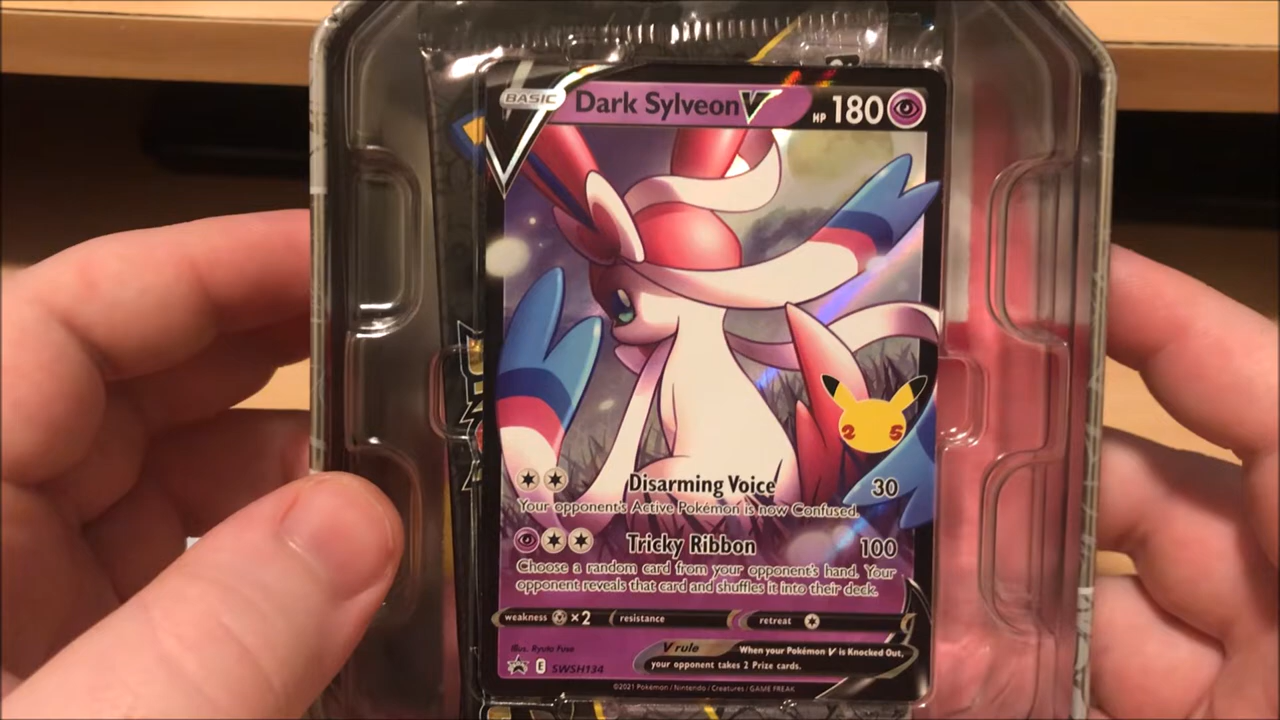 BASIC
Dark Sylveon V
HP 180
2 5
Disarming Voice 30
Your opponent's Active Pokémon is now Confused.
Tricky Ribbon 100
Choose a random card from your opponent's hand. Your
opponent reveals that card and shuffles it into their deck.
weakness ×2 resistance retreat
Illus. Ryuta Fuse
V rule When your Pokémon V is Knocked Out,
your opponent takes 2 Prize cards.
E SWSH134
©2021 Pokémon / Nintendo / Creatures / GAME FREAK